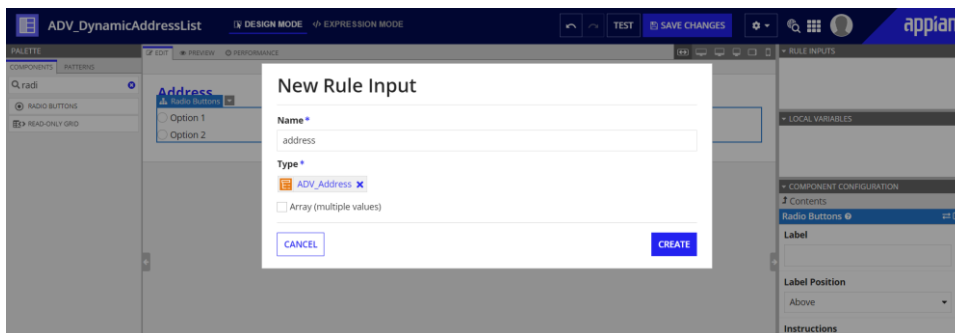 ADV_DynamicAddressList
DESIGN MODE
EXPRESSION MODE
TEST
SAVE CHANGES
appian
PALETTE
COMPONENTS
PATTERNS
radi
RADIO BUTTONS
READ-ONLY GRID
EDIT
PREVIEW
PERFORMANCE
Address
Radio Buttons
Option 1
Option 2
New Rule Input
Name*
address
Type*
ADV_Address
Array (multiple values)
CANCEL
CREATE
RULE INPUTS
LOCAL VARIABLES
COMPONENT CONFIGURATION
Contents
Radio Buttons
Label
Label Position
Above
Instructions